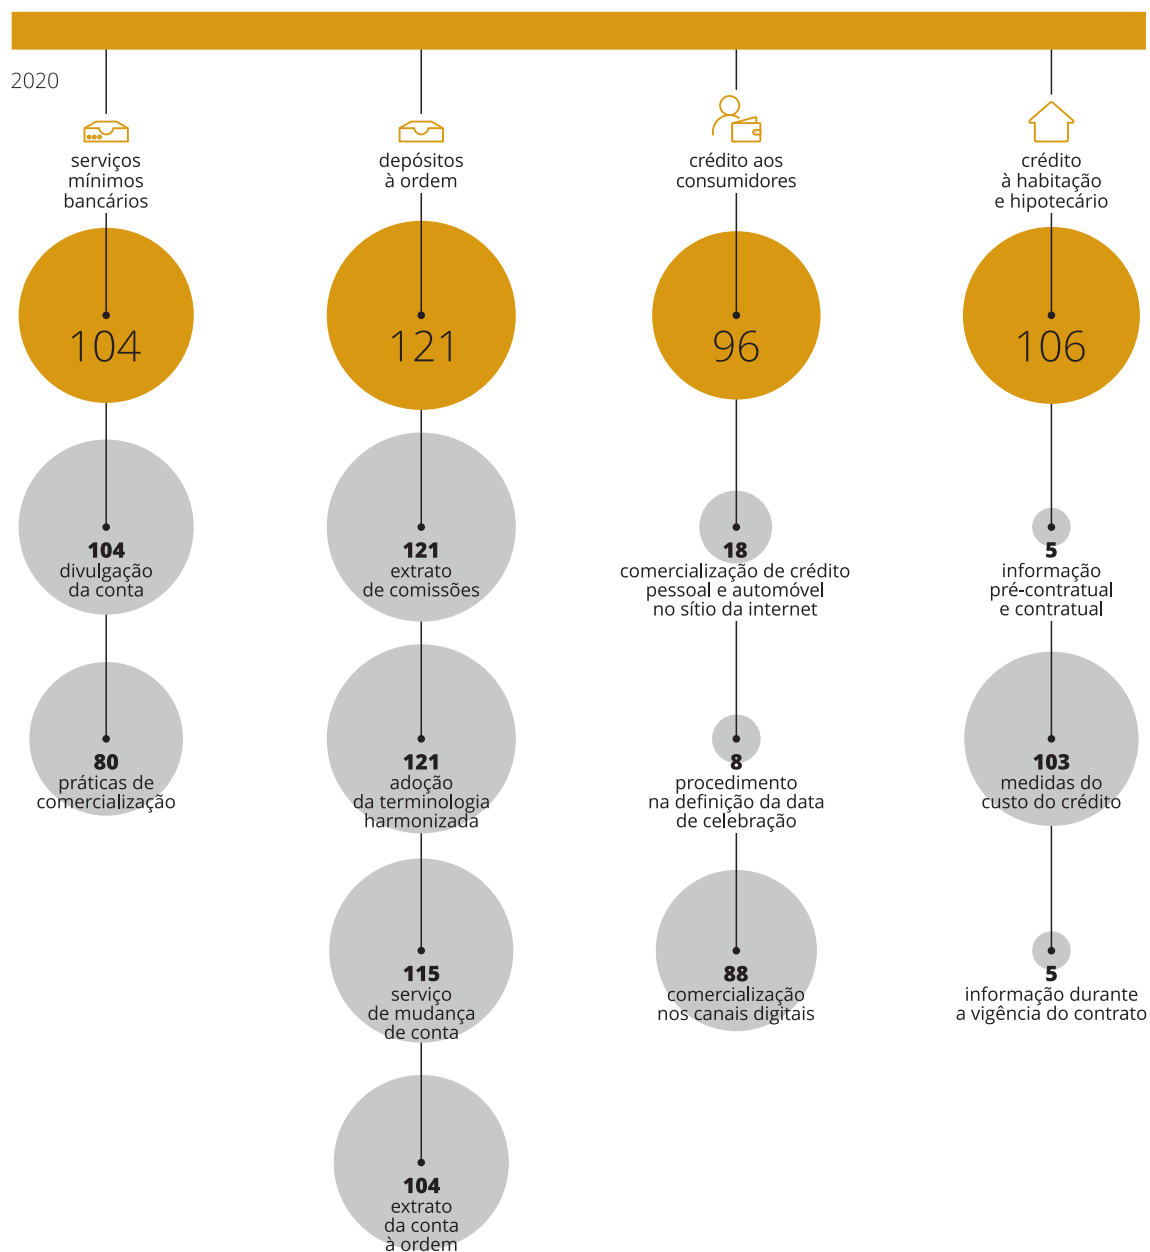 2020
serviços
mínimos
bancários
104
104
divulgação
da conta
80
práticas de
comercialização
depósitos
à ordem
121
121
extrato
de comissões
121
adoção
da terminologia
harmonizada
115
serviço
de mudança
de conta
104
extrato
da conta
à ordem
crédito aos
consumidores
96
18
comercialização de crédito
pessoal e automóvel
no sítio da internet
8
procedimento
na definição da data
de celebração
88
comercialização
nos canais digitais
crédito
à habitação
e hipotecário
106
5
informação
pré-contratual
e contratual
103
medidas do
custo do crédito
5
informação durante
a vigência do contrato